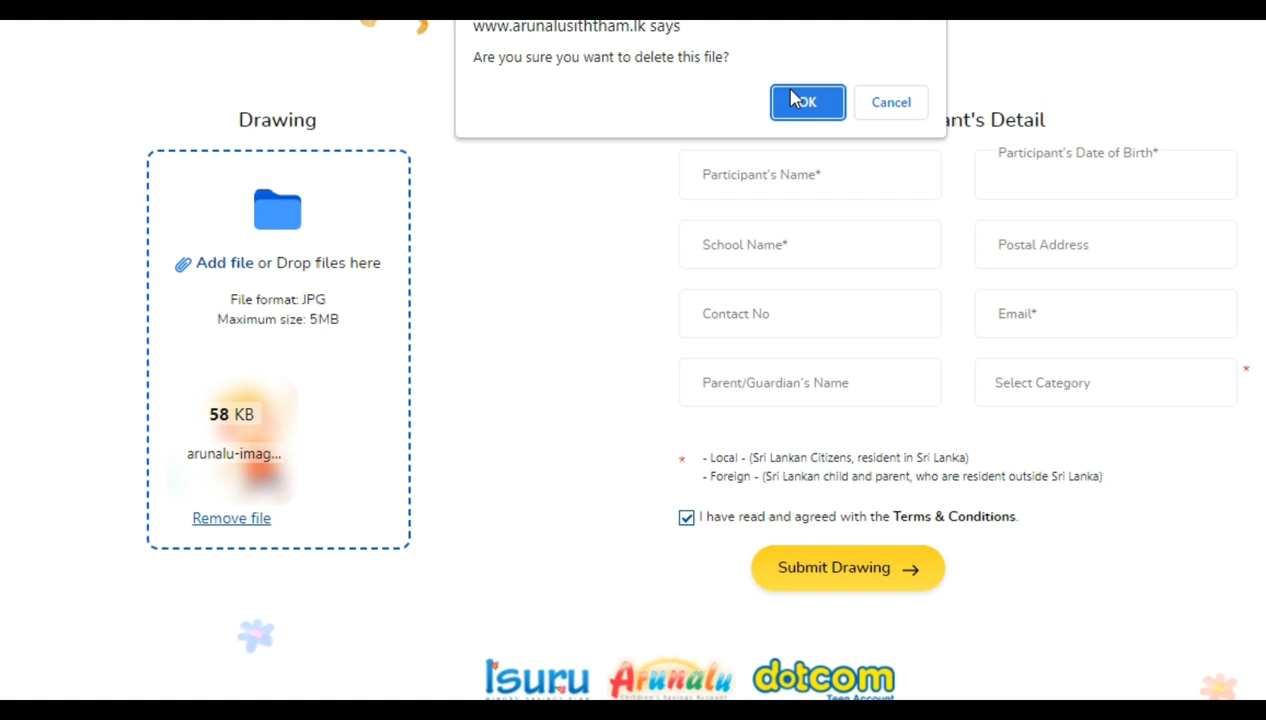 www.arunalusiththam.lk says
Are you sure you want to delete this file?
OK
Cancel
Drawing
ant's Detail
Add file or Drop files here
File format: JPG
Maximum size: 5MB
58 KB
arunalu-imag...
Remove file
Participant's Name*
Participant's Date of Birth*
School Name*
Postal Address
Contact No
Email*
Parent/Guardian's Name
Select Category
*
* - Local - (Sri Lankan Citizens, resident in Sri Lanka)
- Foreign - (Sri Lankan child and parent, who are resident outside Sri Lanka)
I have read and agreed with the Terms & Conditions.
Submit Drawing →
Isuru
Arunalu
dotcom
Teen Account